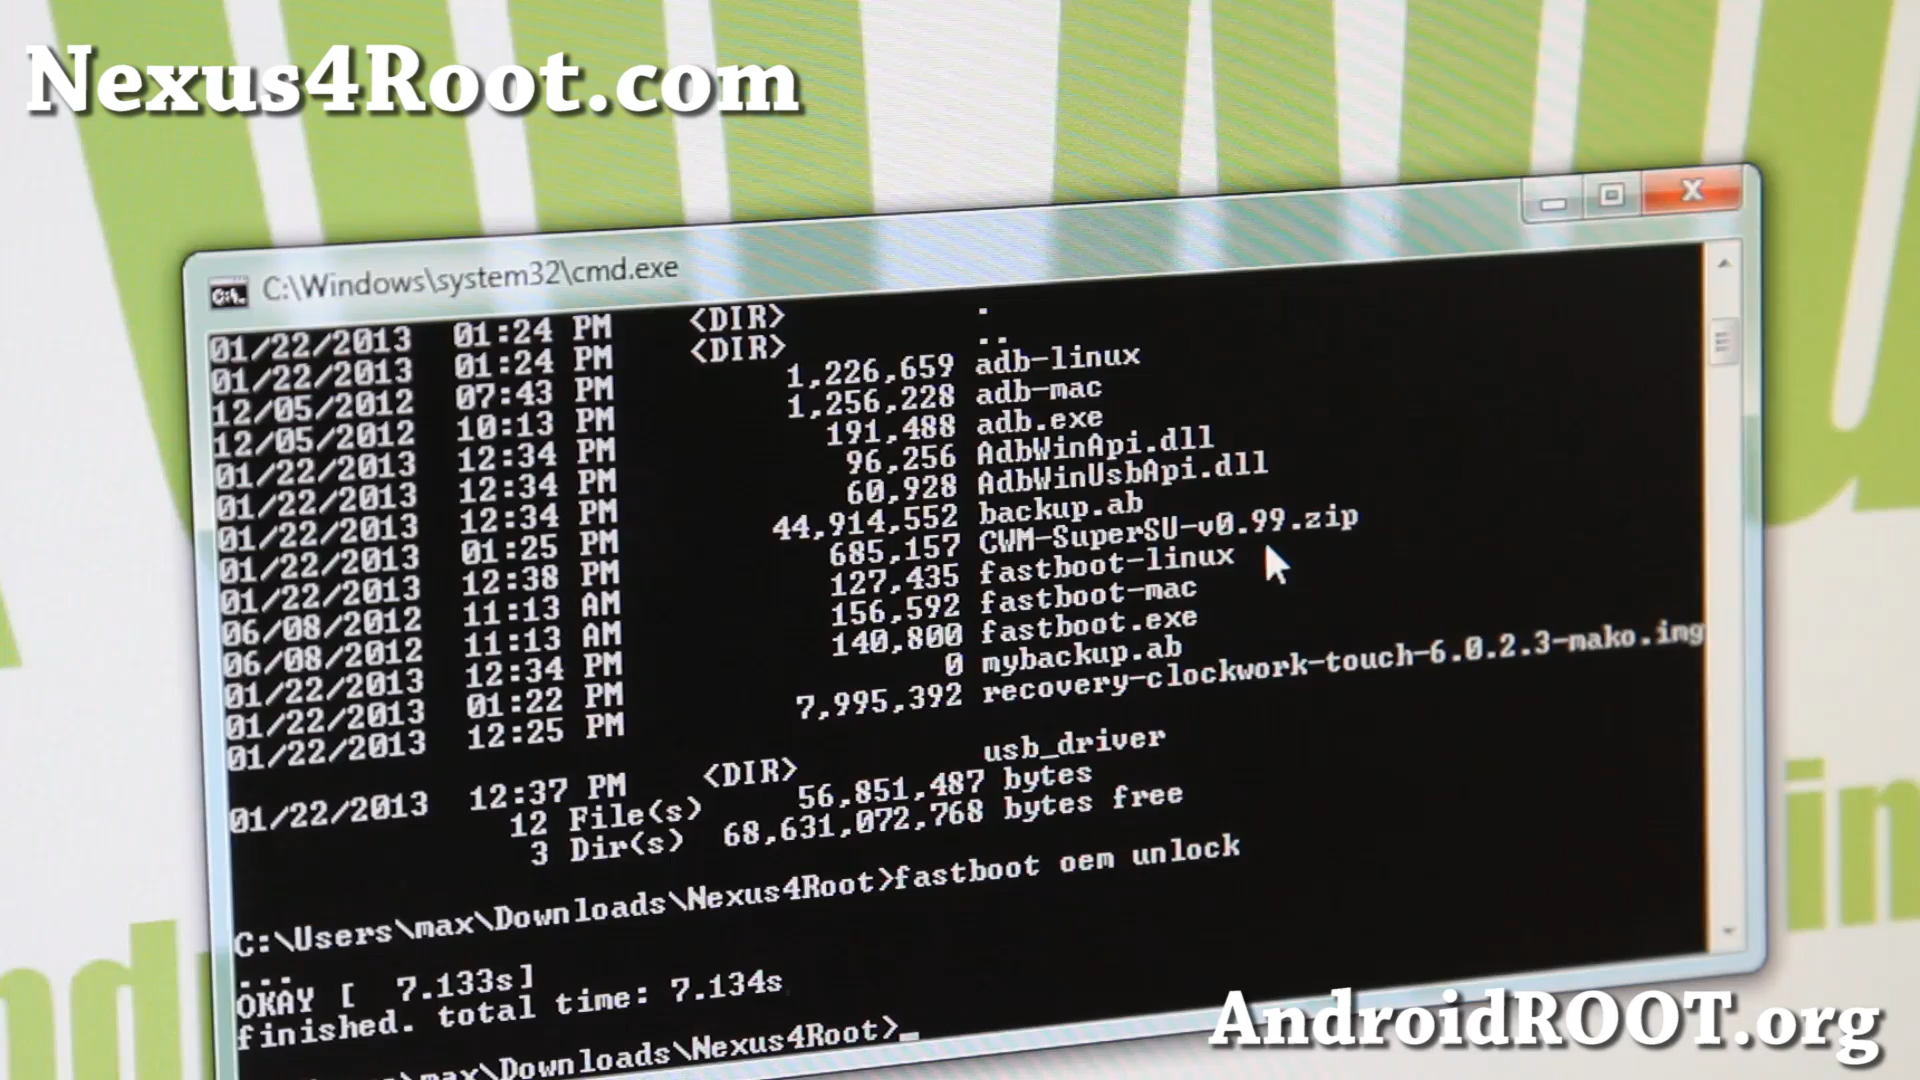 Nexus4Root.com
C:\Windows\system32\cmd.exe
01/22/2013 01:24 PM <DIR> .
01/22/2013 01:24 PM <DIR> ..
12/05/2012 07:43 PM 1,226,659 adb-linux
12/05/2012 10:13 PM 1,256,228 adb-mac
01/22/2013 12:34 PM 191,488 adb.exe
01/22/2013 12:34 PM 96,256 AdbWinApi.dll
01/22/2013 12:34 PM 60,928 AdbWinUsbApi.dll
01/22/2013 01:25 PM 44,914,552 backup.ab
01/22/2013 12:38 PM 685,157 CWM-SuperSU-v0.99.zip
06/08/2012 11:13 AM 127,435 fastboot-linux
06/08/2012 11:13 AM 156,592 fastboot-mac
01/22/2013 12:34 PM 140,800 fastboot.exe
01/22/2013 01:22 PM 0 mybackup.ab
01/22/2013 12:25 PM 7,995,392 recovery-clockwork-touch-6.0.2.3-mako.img
01/22/2013 12:37 PM <DIR> usb_driver
12 File(s) 56,851,487 bytes
3 Dir(s) 68,631,072,768 bytes free
C:\Users\max\Downloads\Nexus4Root>fastboot oem unlock
...
OKAY [ 7.133s]
finished. total time: 7.134s
max\Downloads\Nexus4Root>_
AndroidROOT.org